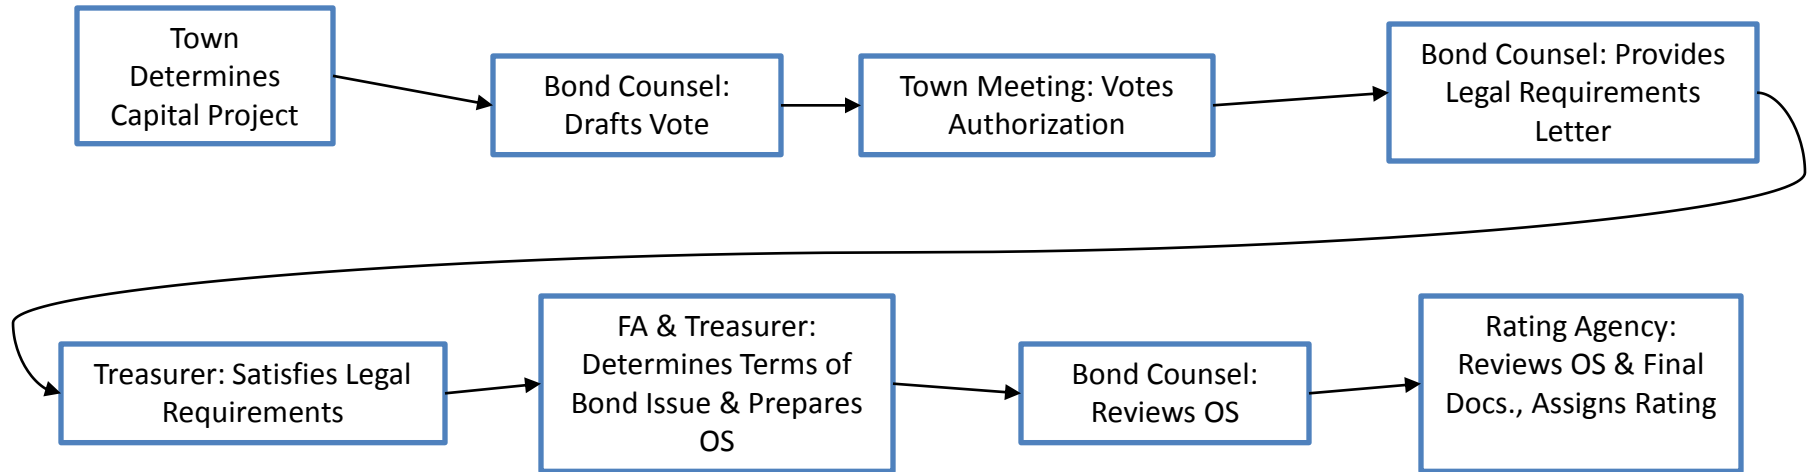 Town
Determines
Capital Project
Bond Counsel:
Drafts Vote
Town Meeting: Votes
Authorization
Bond Counsel: Provides
Legal Requirements
Letter
Treasurer: Satisfies Legal
Requirements
FA & Treasurer:
Determines Terms of
Bond Issue & Prepares
OS
Bond Counsel:
Reviews OS
Rating Agency:
Reviews OS & Final
Docs., Assigns Rating